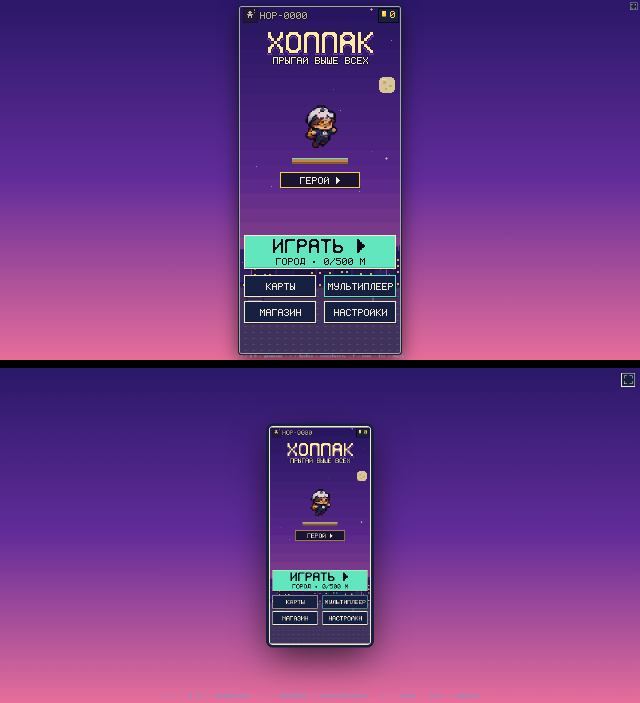 HOP-0000
0
ХОППАК
ПРЫГАЙ ВЫШЕ ВСЕХ
ГЕРОЙ
ИГРАТЬ
ГОРОД • 0/500 М
КАРТЫ
МУЛЬТИПЛЕЕР
МАГАЗИН
НАСТРОЙКИ
HOP-0000
0
ХОППАК
ПРЫГАЙ ВЫШЕ ВСЕХ
ГЕРОЙ
ИГРАТЬ
ГОРОД • 0/500 М
КАРТЫ
МУЛЬТИПЛЕЕР
МАГАЗИН
НАСТРОЙКИ